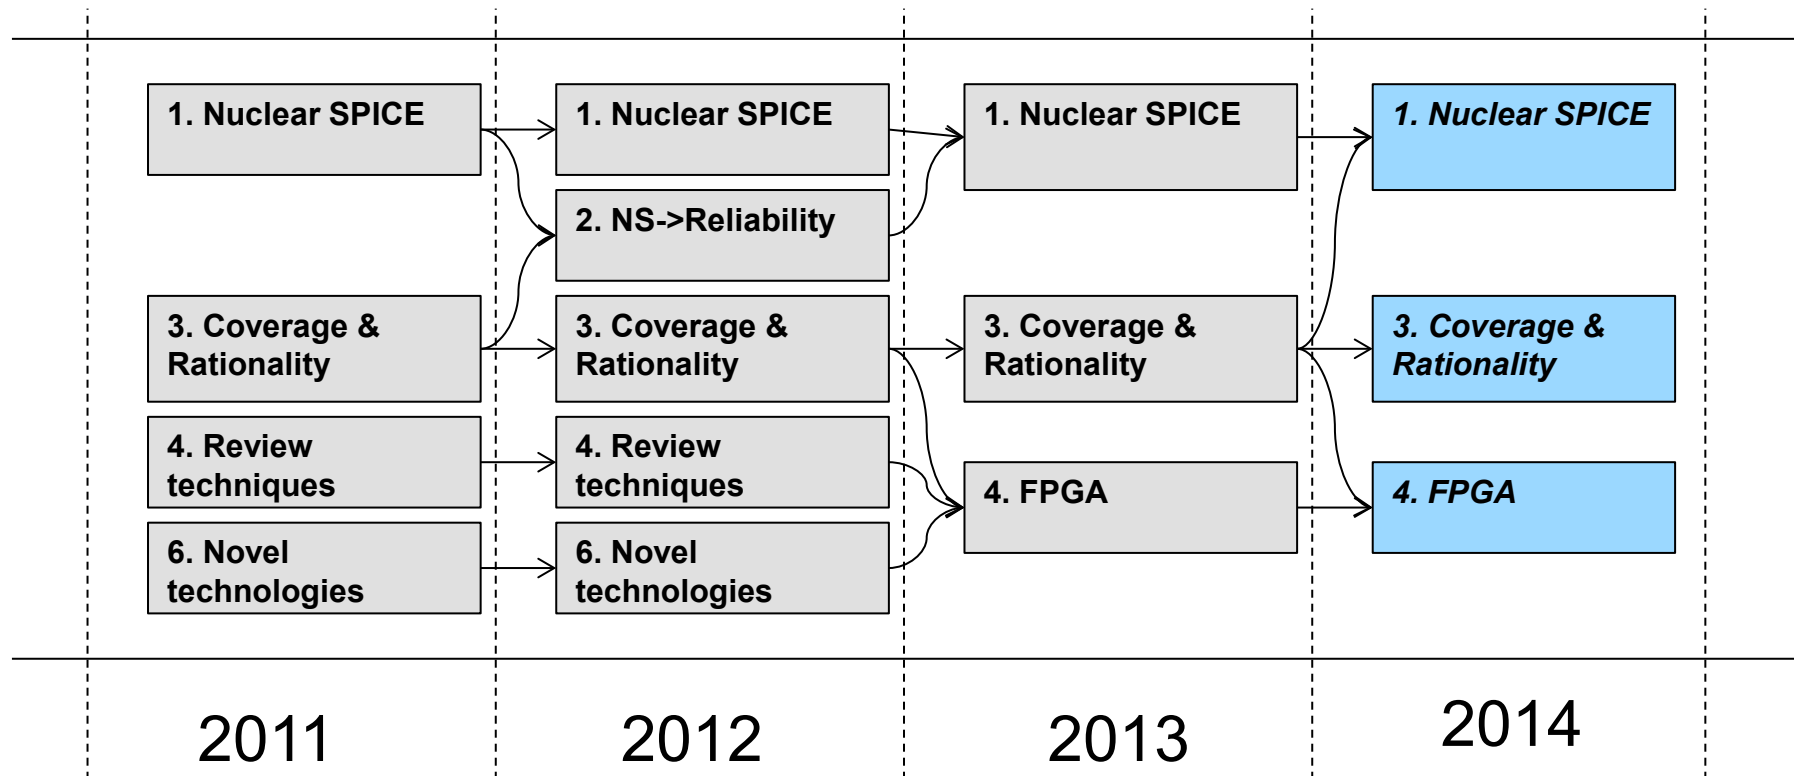 1. Nuclear SPICE
1. Nuclear SPICE
1. Nuclear SPICE
1. Nuclear SPICE
2. NS->Reliability
3. Coverage &
Rationality
3. Coverage &
Rationality
3. Coverage &
Rationality
3. Coverage &
Rationality
4. Review
techniques
4. Review
techniques
4. FPGA
4. FPGA
6. Novel
technologies
6. Novel
technologies
2011
2012
2013
2014